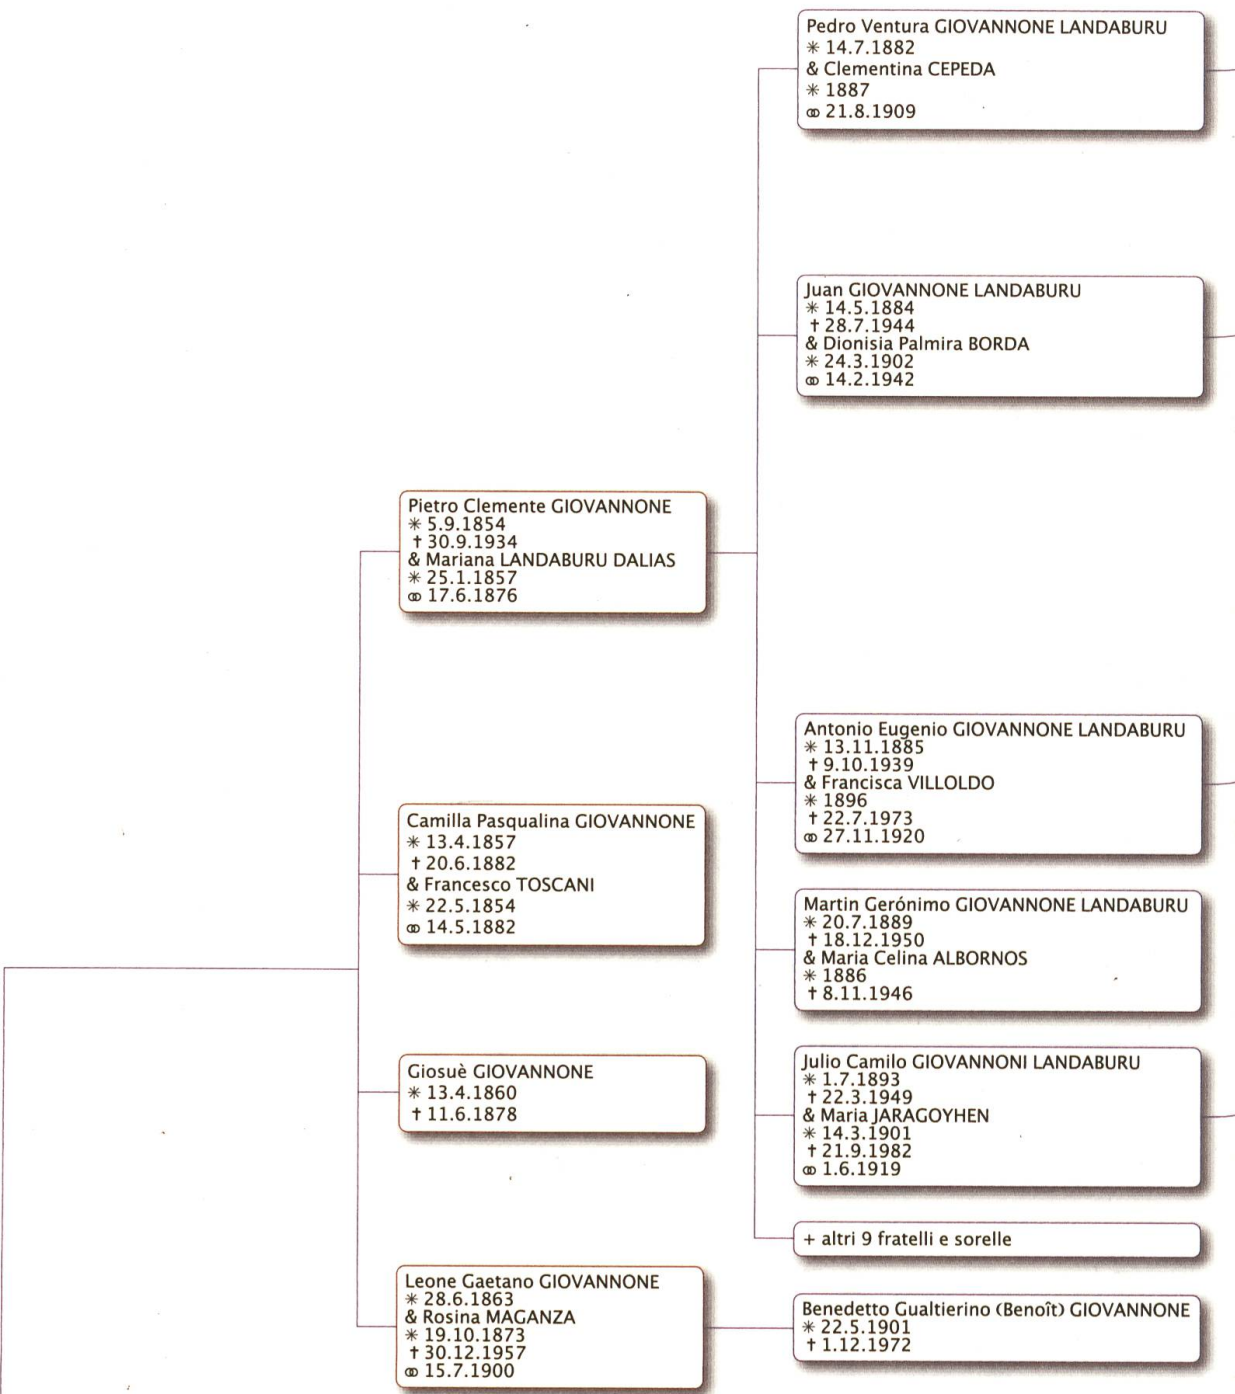 Pedro Ventura GIOVANNONE LANDABURU
✳ 14.7.1882
& Clementina CEPEDA
✳ 1887
⚭ 21.8.1909
Juan GIOVANNONE LANDABURU
✳ 14.5.1884
† 28.7.1944
& Dionisia Palmira BORDA
✳ 24.3.1902
⚭ 14.2.1942
Pietro Clemente GIOVANNONE
✳ 5.9.1854
† 30.9.1934
& Mariana LANDABURU DALIAS
✳ 25.1.1857
⚭ 17.6.1876
Antonio Eugenio GIOVANNONE LANDABURU
✳ 13.11.1885
† 9.10.1939
& Francisca VILLOLDO
✳ 1896
† 22.7.1973
⚭ 27.11.1920
Camilla Pasqualina GIOVANNONE
✳ 13.4.1857
† 20.6.1882
& Francesco TOSCANI
✳ 22.5.1854
⚭ 14.5.1882
Martin Gerónimo GIOVANNONE LANDABURU
✳ 20.7.1889
† 18.12.1950
& Maria Celina ALBORNOS
✳ 1886
† 8.11.1946
Giosuè GIOVANNONE
✳ 13.4.1860
† 11.6.1878
Julio Camilo GIOVANNONI LANDABURU
✳ 1.7.1893
† 22.3.1949
& Maria JARAGOYHEN
✳ 14.3.1901
† 21.9.1982
⚭ 1.6.1919
+ altri 9 fratelli e sorelle
Leone Gaetano GIOVANNONE
✳ 28.6.1863
& Rosina MAGANZA
✳ 19.10.1873
† 30.12.1957
⚭ 15.7.1900
Benedetto Gualtierino (Benoît) GIOVANNONE
✳ 22.5.1901
† 1.12.1972